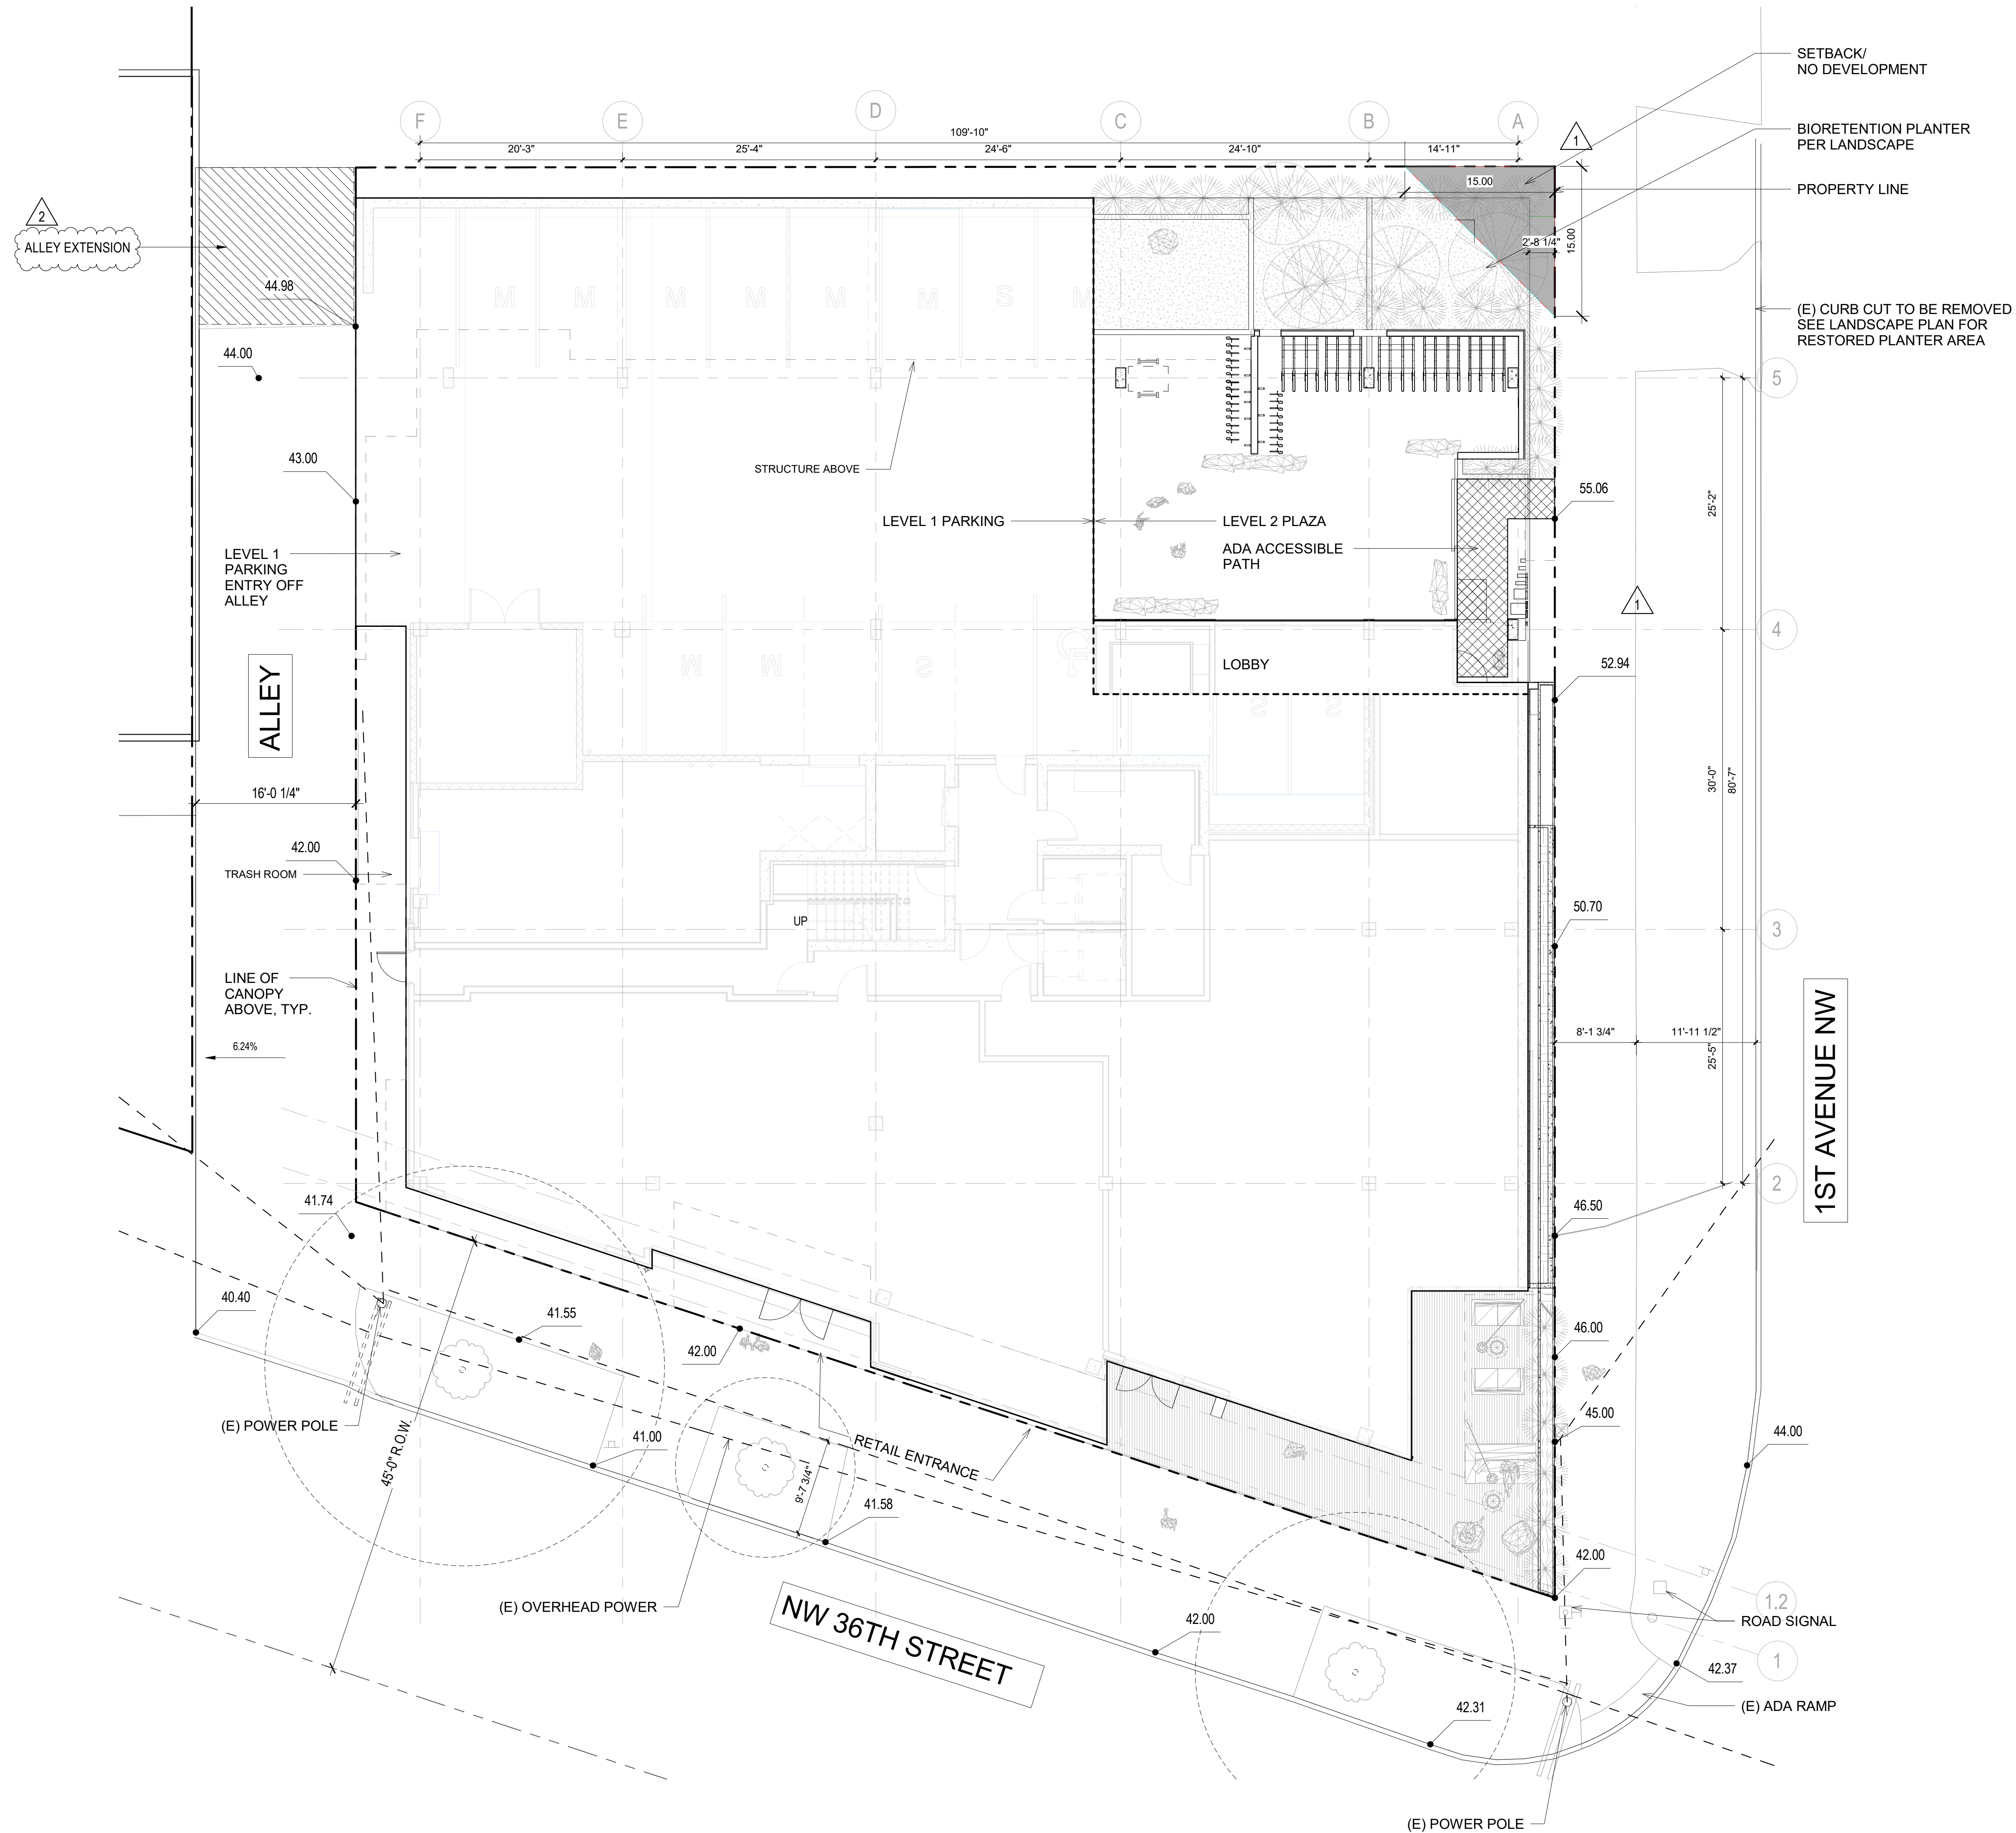 SETBACK/
NO DEVELOPMENT
F
E
D
C
B
A
109'-10"
20'-3"
25'-4"
24'-6"
24'-10"
14'-11"
1
BIORETENTION PLANTER
PER LANDSCAPE
15.00
PROPERTY LINE
2
ALLEY EXTENSION
2'-8 1/4"
15.00
44.98
M
M
M
M
M
M
S
M
(E) CURB CUT TO BE REMOVED
SEE LANDSCAPE PLAN FOR
RESTORED PLANTER AREA
44.00
5
43.00
STRUCTURE ABOVE
55.06
25'-2"
LEVEL 1 PARKING
LEVEL 2 PLAZA
ADA ACCESSIBLE
PATH
LEVEL 1
PARKING
ENTRY OFF
ALLEY
1
4
M
M
S
LOBBY
52.94
ALLEY
S
S
30'-0"
80'-7"
16'-0 1/4"
42.00
TRASH ROOM
50.70
UP
3
LINE OF
CANOPY
ABOVE, TYP.
6.24%
8'-1 3/4"
11'-11 1/2"
25'-5"
1ST AVENUE NW
2
41.74
46.50
40.40
41.55
42.00
46.00
(E) POWER POLE
45'-0" R.O.W.
41.00
RETAIL ENTRANCE
45.00
44.00
9'-7 3/4"
41.58
42.00
(E) OVERHEAD POWER
NW 36TH STREET
42.00
1.2
ROAD SIGNAL
1
42.37
42.31
(E) ADA RAMP
(E) POWER POLE